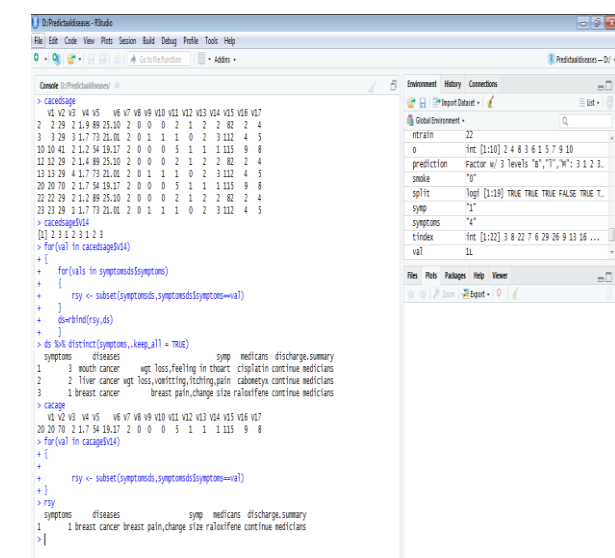 D:/Predictaaldiseases - RStudio
File Edit Code View Plots Session Build Debug Profile Tools Help
Go to file/function Addins
Predictaaldiseases — D:/
Console D:/Predictaaldiseases/
> cacedsage
V1 V2 V3 V4 V5 V6 V7 V8 V9 V10 V11 V12 V13 V14 V15 V16 V17
2 2 29 2 1.9 89 25.10 2 0 0 0 2 1 2 2 82 2 4
3 3 29 3 1.7 73 21.01 2 0 1 1 1 0 2 3 112 4 5
10 10 41 2 1.2 54 19.17 2 0 0 0 5 1 1 1 115 9 8
12 12 29 2 1.4 89 25.10 2 0 0 0 2 1 2 2 82 2 4
13 13 29 4 1.7 73 21.01 2 0 1 1 1 0 2 3 112 4 5
20 20 70 2 1.7 54 19.17 2 0 0 0 5 1 1 1 115 9 8
22 22 29 2 1.2 89 25.10 2 0 0 0 2 1 2 2 82 2 4
23 23 29 1 1.7 73 21.01 2 0 1 1 1 0 2 3 112 4 5
> cacedsage$V14
[1] 2 3 1 2 3 1 2 3
> for(val in cacedsage$V14)
+ {
+ for(vals in symptomsds$symptoms)
+ {
+ rsy <- subset(symptomsds,symptomsds$symptoms==val)
+ }
+ ds=rbind(rsy,ds)
+ }
> ds %>% distinct(symptoms,.keep_all = TRUE)
symptoms diseases symp medicans discharge.summary
1 3 mouth cancer wgt loss,feeling in thoart cisplatin continue medicians
2 2 liver cancer wgt loss,vomitting,itching,pain cabometyx continue medicians
3 1 breast cancer breast pain,change size raloxifene continue medicians
> cacage
V1 V2 V3 V4 V5 V6 V7 V8 V9 V10 V11 V12 V13 V14 V15 V16 V17
20 20 70 2 1.7 54 19.17 2 0 0 0 5 1 1 1 115 9 8
> for(val in cacage$V14)
+ {
+
+ rsy <- subset(symptomsds,symptomsds$symptoms==val)
+ }
> rsy
symptoms diseases symp medicans discharge.summary
1 1 breast cancer breast pain,change size raloxifene continue medicians
>
Environment History Connections
Import Dataset List
Global Environment
ntrain 22
o int [1:10] 2 4 8 3 6 1 5 7 9 10
prediction Factor w/ 3 levels "B","l","M": 3 1 2 3…
smoke "0"
split logi [1:19] TRUE TRUE TRUE FALSE TRUE T…
symp "1"
symptoms "4"
tindex int [1:22] 3 8 22 7 6 29 26 9 13 16 ...
val 1L
Files Plots Packages Help Viewer
Zoom Export